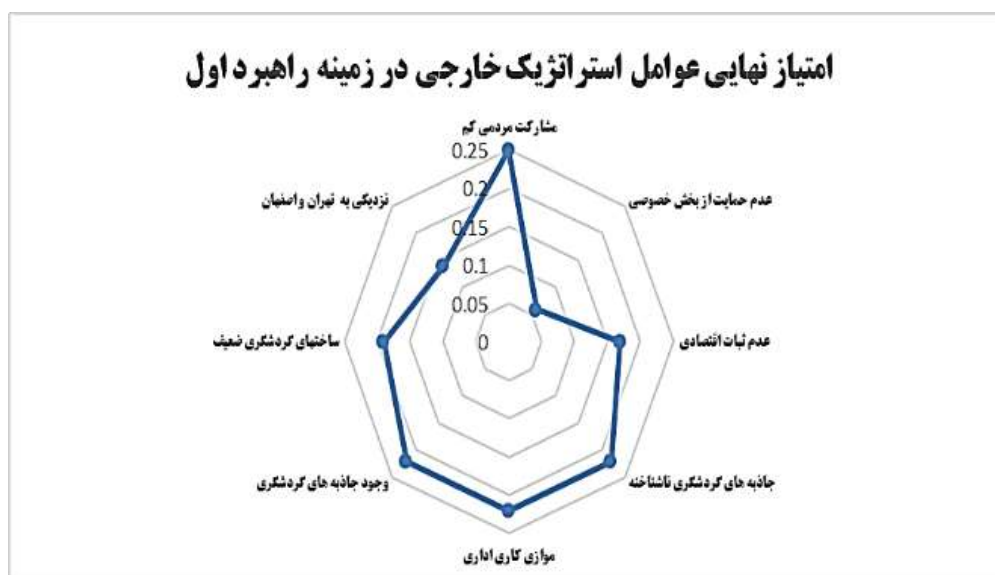 امتیاز نهایی عوامل استراتژیک خارجی در زمینه راهبرد اول
مشارکت مردمی کم
0.25
نزدیکی به تهران واصفهان
0.2
عدم حمایت از بخش خصوصی
0.15
0.1
0.05
ساختهای گردشگری ضعیف
0
عدم ثبات اقتصادی
وجود جاذبه های گردشگری
جاذبه های گردشگری ناشناخته
موازی کاری اداری